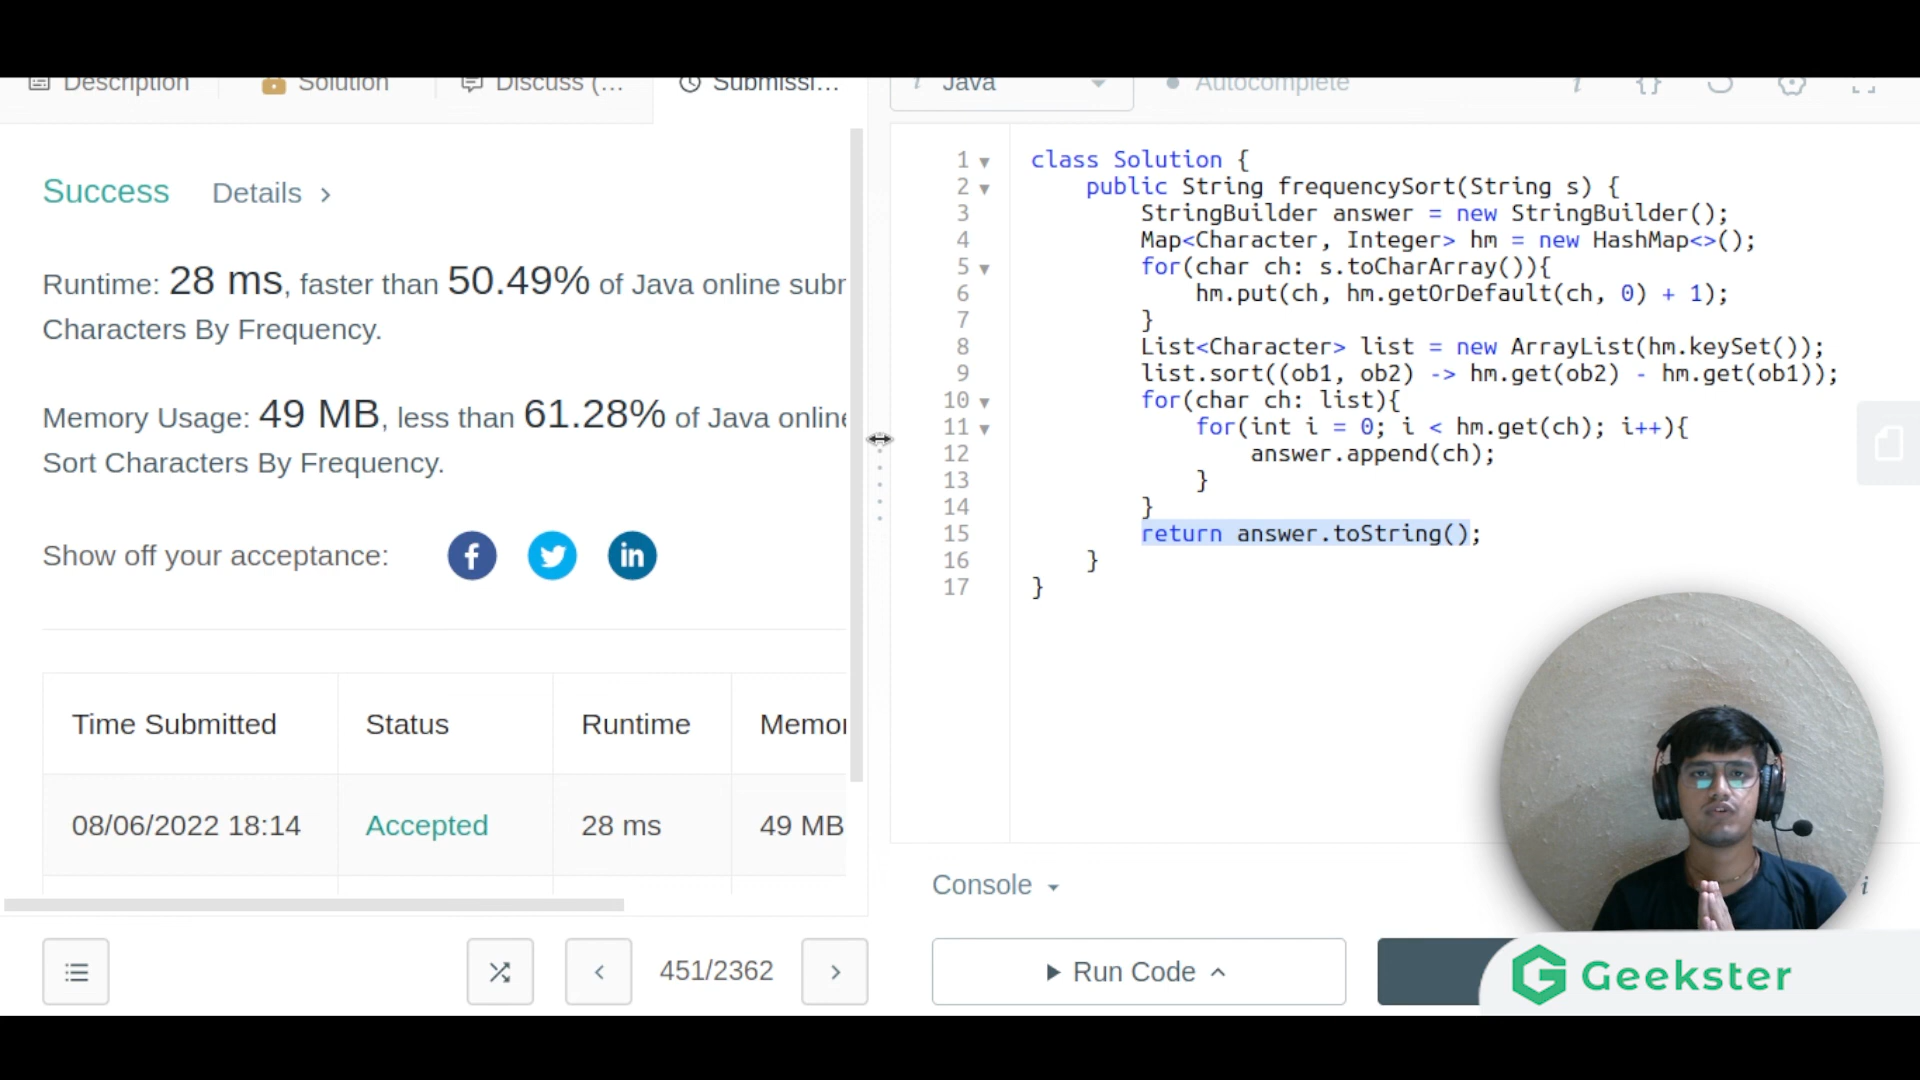 Description
Solution
Discuss (...
Submissi...
i Java
Autocomplete
Success Details
Runtime: 28 ms, faster than 50.49% of Java online subr
Characters By Frequency.
Memory Usage: 49 MB, less than 61.28% of Java online
Sort Characters By Frequency.
Show off your acceptance:
Time Submitted Status Runtime Memor
08/06/2022 18:14 Accepted 28 ms 49 MB
451/2362
1 class Solution {
2 public String frequencySort(String s) {
3 StringBuilder answer = new StringBuilder();
4 Map<Character, Integer> hm = new HashMap<>();
5 for(char ch: s.toCharArray()){
6 hm.put(ch, hm.getOrDefault(ch, 0) + 1);
7 }
8 List<Character> list = new ArrayList(hm.keySet());
9 list.sort((ob1, ob2) -> hm.get(ob2) - hm.get(ob1));
10 for(char ch: list){
11 for(int i = 0; i < hm.get(ch); i++){
12 answer.append(ch);
13 }
14 }
15 return answer.toString();
16 }
17 }
Console
Run Code
Geekster